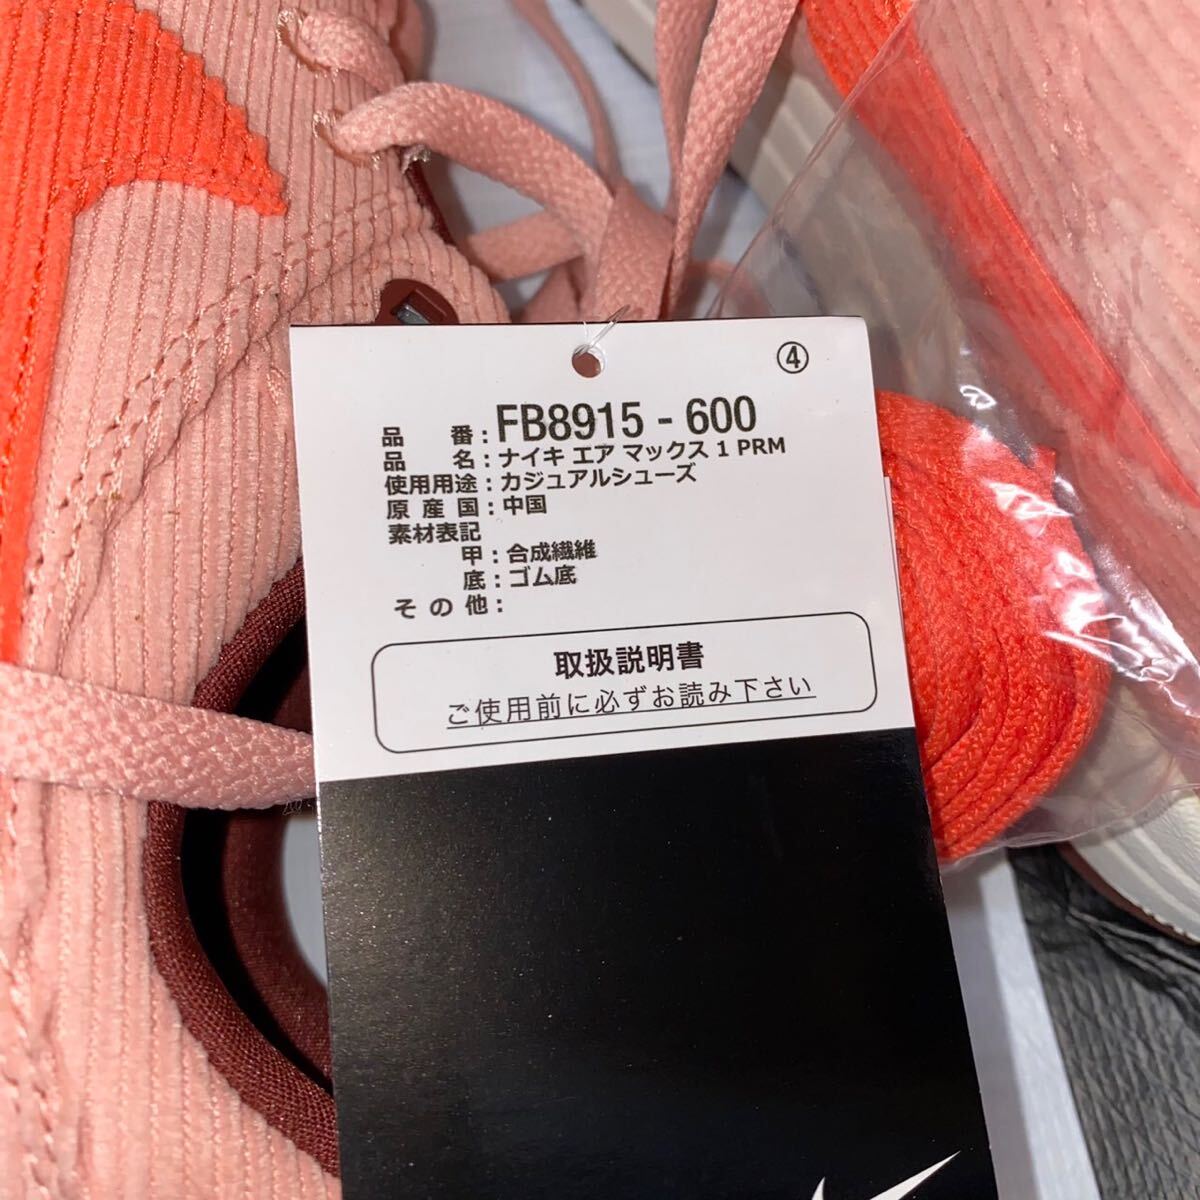 ④
品番：FB8915 - 600
品名：ナイキ エア マックス 1 PRM
使用用途：カジュアルシューズ
原産国：中国
素材表記
甲：合成繊維
底：ゴム底
その他：
取扱説明書
ご使用前に必ずお読み下さい